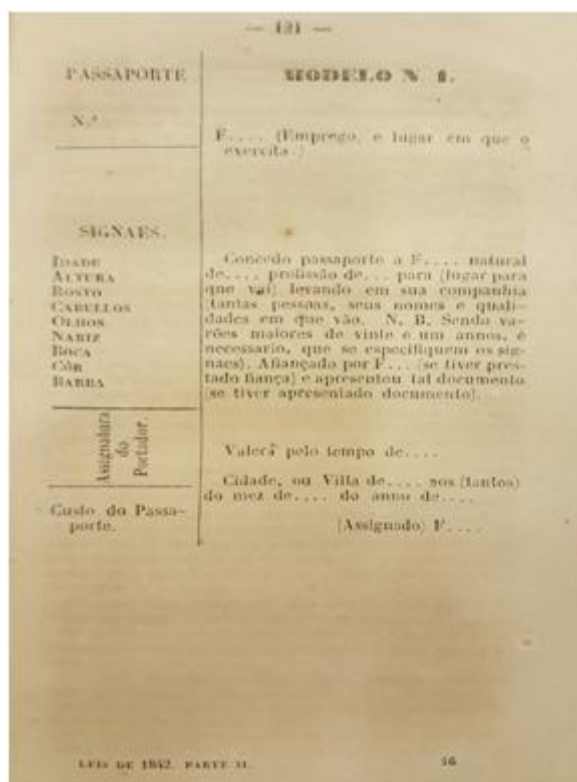 — 121 —
PASSAPORTE
N.º
SIGNAES.
IDADE
ALTURA
ROSTO
CABELLOS
OLHOS
NARIZ
BOCA
CÔR
BARBA
Assignatura
do
Portador.
Custo do Passa-
porte.
MODELO N. 1.
F.... (Emprego, e lugar em que o
exercita.)
Concedo passaporte a F.... natural
de.... profissão de... para (lugar para
que vai) levando em sua companhia
(tantas pessoas, seus nomes e quali-
dades em que vão. N. B. Sendo va-
rões maiores de vinte e um annos, é
necessario, que se especifiquem os sig-
naes). Afiançado por F... (se tiver pres-
tado fiança) e apresentou tal documento
(se tiver apresentado documento).
Valerá pelo tempo de....
Cidade, ou Villa de.... aos (tantos)
do mez de.... do anno de....
(Assignado) F....
LEIS DE 1842. PARTE II.
16